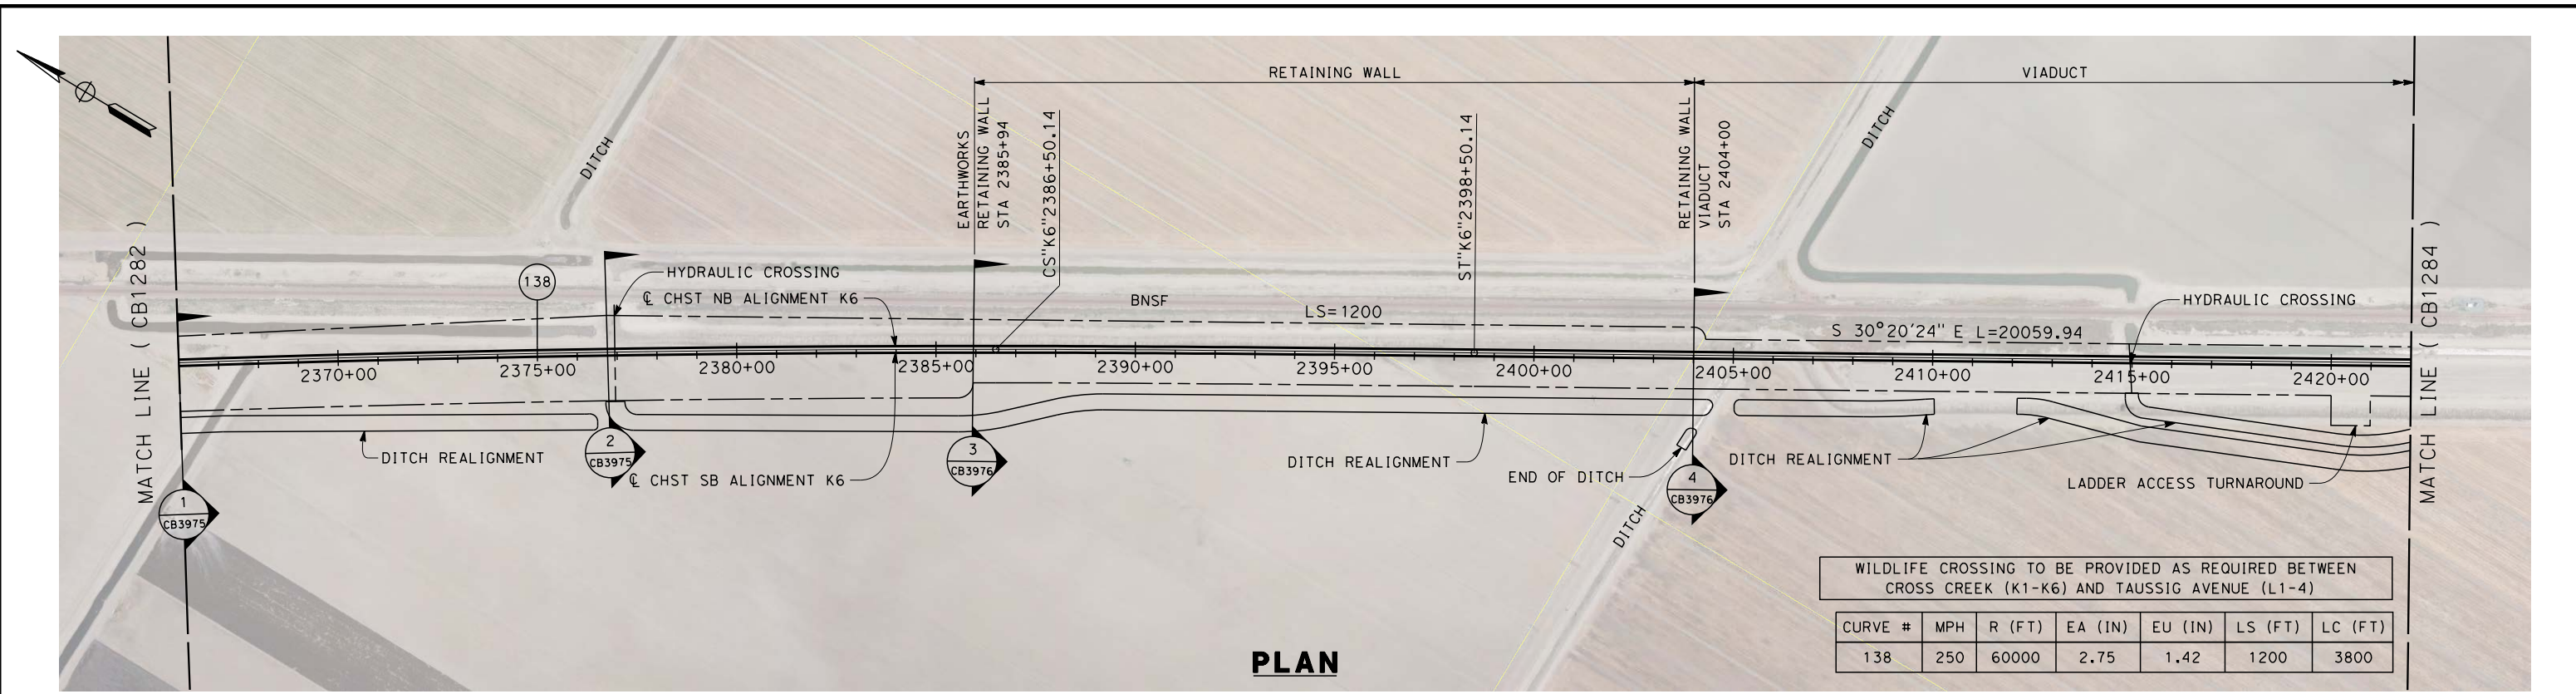 RETAINING WALL
VIADUCT
EARTHWORKS
RETAINING WALL
STA 2385+94
CS"K6"2386+50.14
ST"K6"2398+50.14
RETAINING WALL
VIADUCT
STA 2404+00
DITCH
DITCH
MATCH LINE ( CB1282 )
138
HYDRAULIC CROSSING
℄ CHST NB ALIGNMENT K6
BNSF
LS=1200
S 30°20'24" E L=20059.94
HYDRAULIC CROSSING
MATCH LINE ( CB1284 )
2370+00
2375+00
2380+00
2385+00
2390+00
2395+00
2400+00
2405+00
2410+00
2415+00
2420+00
DITCH REALIGNMENT
2
CB3975
℄ CHST SB ALIGNMENT K6
3
CB3976
DITCH REALIGNMENT
END OF DITCH
4
CB3976
DITCH REALIGNMENT
LADDER ACCESS TURNAROUND
1
CB3975
DITCH
WILDLIFE CROSSING TO BE PROVIDED AS REQUIRED BETWEEN
CROSS CREEK (K1-K6) AND TAUSSIG AVENUE (L1-4)
CURVE # MPH R (FT) EA (IN) EU (IN) LS (FT) LC (FT)
138 250 60000 2.75 1.42 1200 3800
PLAN